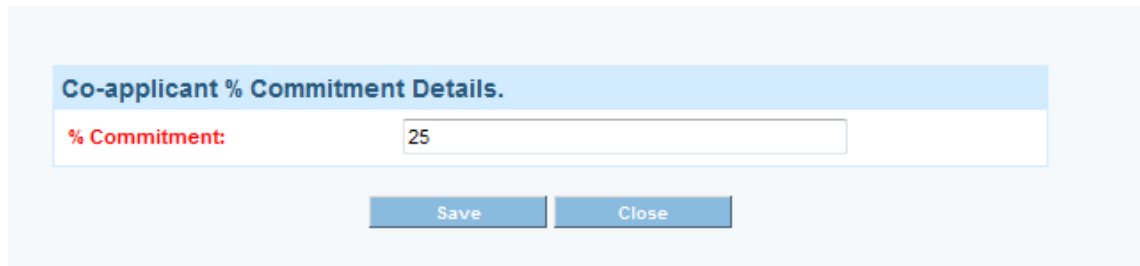 Co-applicant % Commitment Details.
% Commitment: 25
Save Close